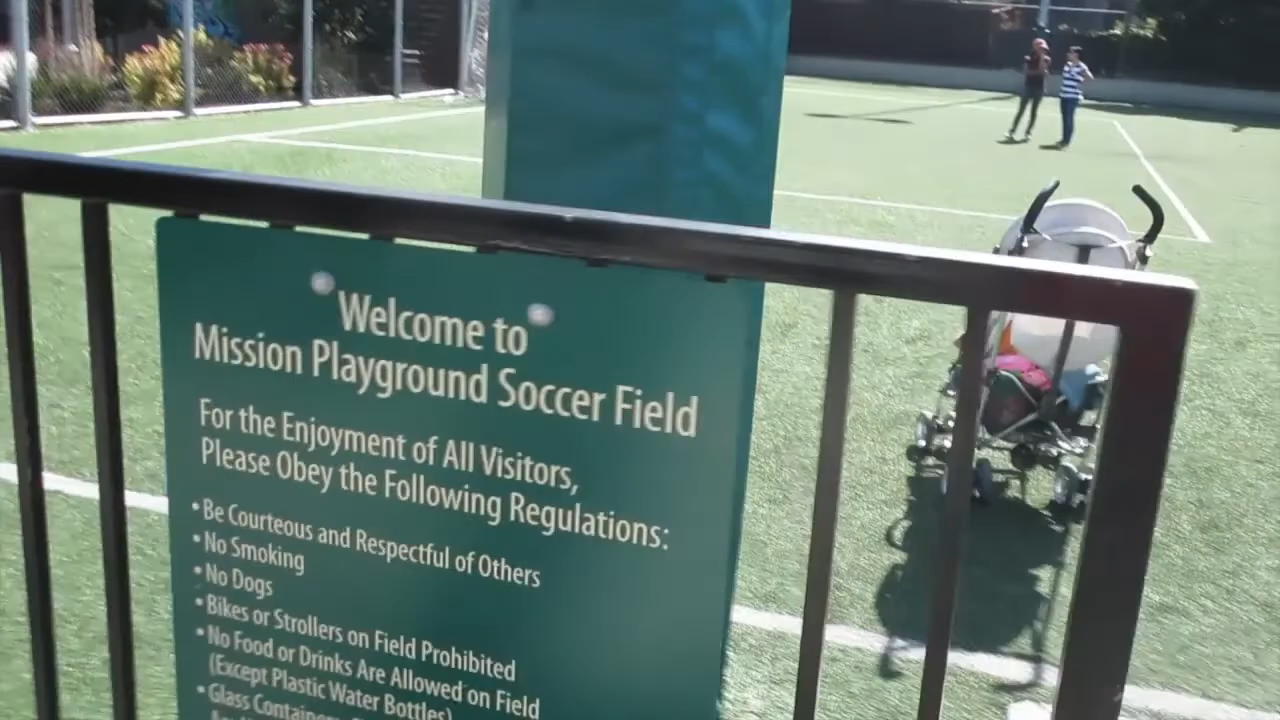 Welcome to
Mission Playground Soccer Field
For the Enjoyment of All Visitors,
Please Obey the Following Regulations:
• Be Courteous and Respectful of Others
• No Smoking
• No Dogs
• Bikes or Strollers on Field Prohibited
• No Food or Drinks Are Allowed on Field
(Except Plastic Water Bottles)
• Glass